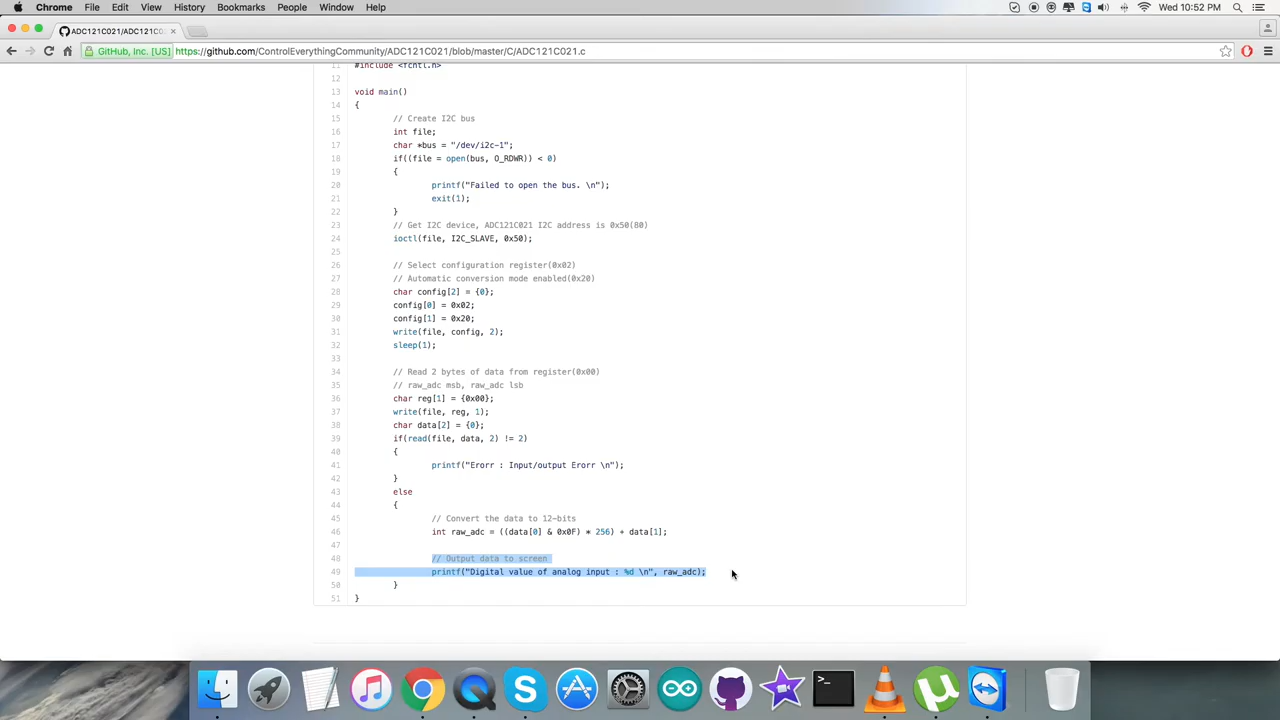 Chrome File Edit View History Bookmarks People Window Help Wed 10:52 PM
ADC121C021/ADC121C0
GitHub, Inc. [US] https://github.com/ControlEverythingCommunity/ADC121C021/blob/master/C/ADC121C021.c
11 #include <fcntl.h>
12
13 void main()
14 {
15 // Create I2C bus
16 int file;
17 char *bus = "/dev/i2c-1";
18 if((file = open(bus, O_RDWR)) < 0)
19 {
20 printf("Failed to open the bus. \n");
21 exit(1);
22 }
23 // Get I2C device, ADC121C021 I2C address is 0x50(80)
24 ioctl(file, I2C_SLAVE, 0x50);
25
26 // Select configuration register(0x02)
27 // Automatic conversion mode enabled(0x20)
28 char config[2] = {0};
29 config[0] = 0x02;
30 config[1] = 0x20;
31 write(file, config, 2);
32 sleep(1);
33
34 // Read 2 bytes of data from register(0x00)
35 // raw_adc msb, raw_adc lsb
36 char reg[1] = {0x00};
37 write(file, reg, 1);
38 char data[2] = {0};
39 if(read(file, data, 2) != 2)
40 {
41 printf("Erorr : Input/output Erorr \n");
42 }
43 else
44 {
45 // Convert the data to 12-bits
46 int raw_adc = ((data[0] & 0x0F) * 256) + data[1];
47
48 // Output data to screen
49 printf("Digital value of analog input : %d \n", raw_adc);
50 }
51 }